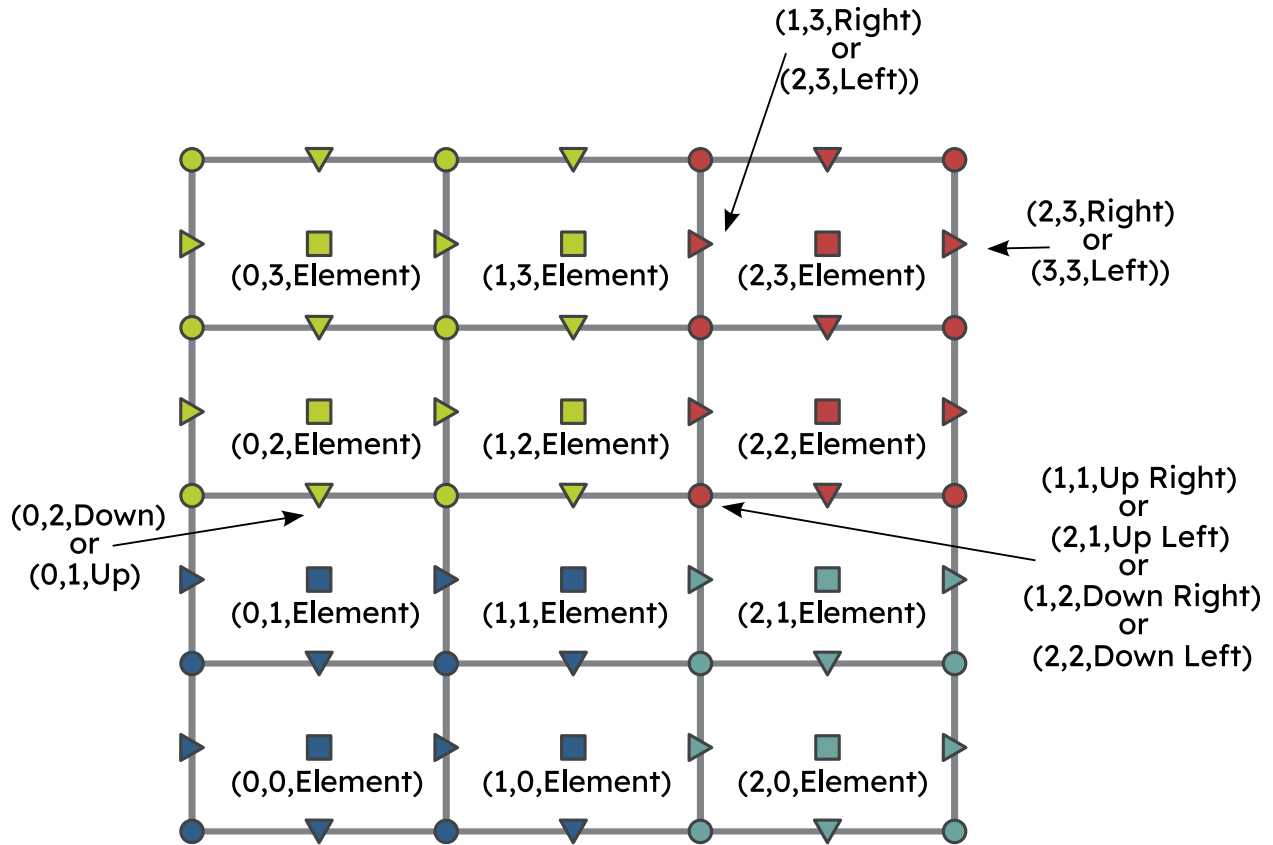 (1,3,Right)
or
(2,3,Left))
(2,3,Right)
or
(3,3,Left))
(0,3,Element)
(1,3,Element)
(2,3,Element)
(0,2,Element)
(1,2,Element)
(2,2,Element)
(0,2,Down)
or
(0,1,Up)
(1,1,Up Right)
or
(2,1,Up Left)
or
(1,2,Down Right)
or
(2,2,Down Left)
(0,1,Element)
(1,1,Element)
(2,1,Element)
(0,0,Element)
(1,0,Element)
(2,0,Element)